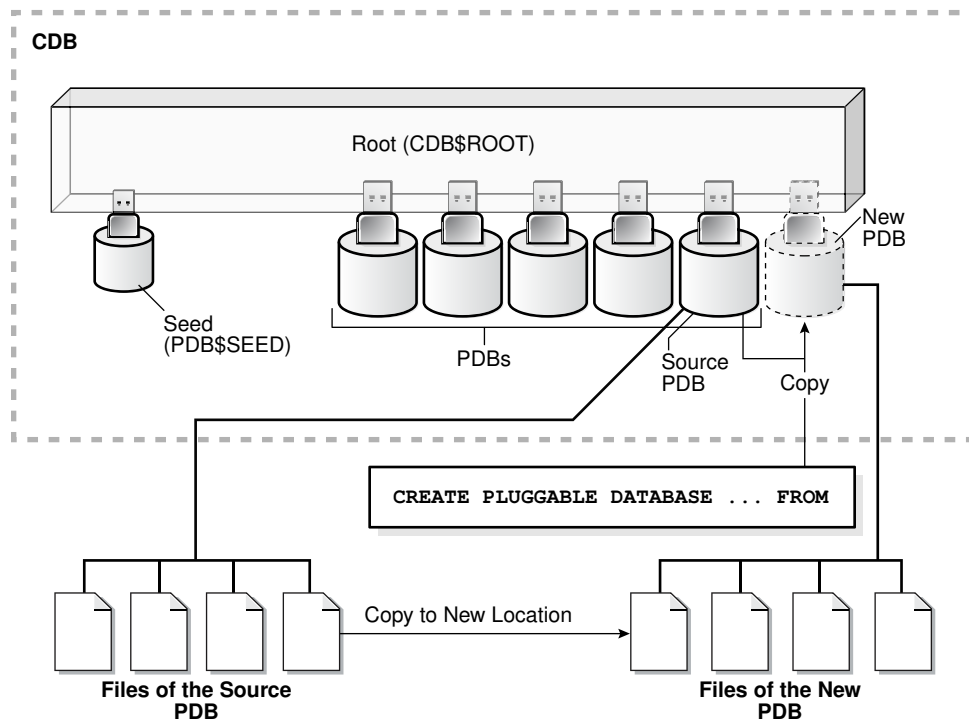 CDB
Root (CDB$ROOT)
New
PDB
Seed
(PDB$SEED)
PDBs
Source
PDB
Copy
CREATE PLUGGABLE DATABASE ... FROM
Copy to New Location
Files of the Source
PDB
Files of the New
PDB